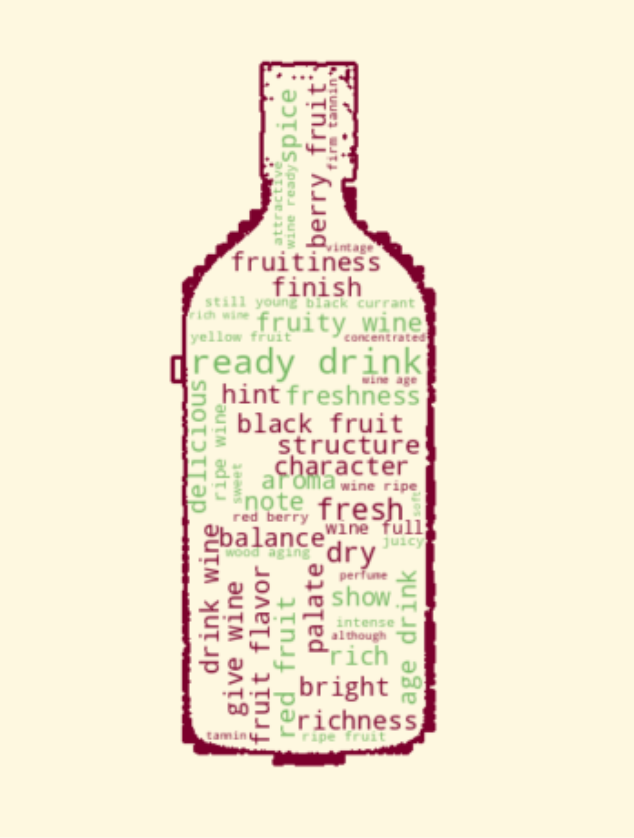 spice
berry fruit
firm tannin
attractive
wine ready
vintage
fruitiness
finish
still young
black currant
rich wine
fruity wine
yellow fruit
concentrated
ready drink
wine age
delicious
hint
freshness
ripe wine
black fruit
structure
character
sweet
aroma
wine ripe
note
soft
red berry
fresh
wine full
balance
juicy
wood aging
dry
drink wine
palate
perfume
give wine
fruit flavor
age drink
show
red fruit
intense
although
rich
bright
richness
tannin
ripe fruit